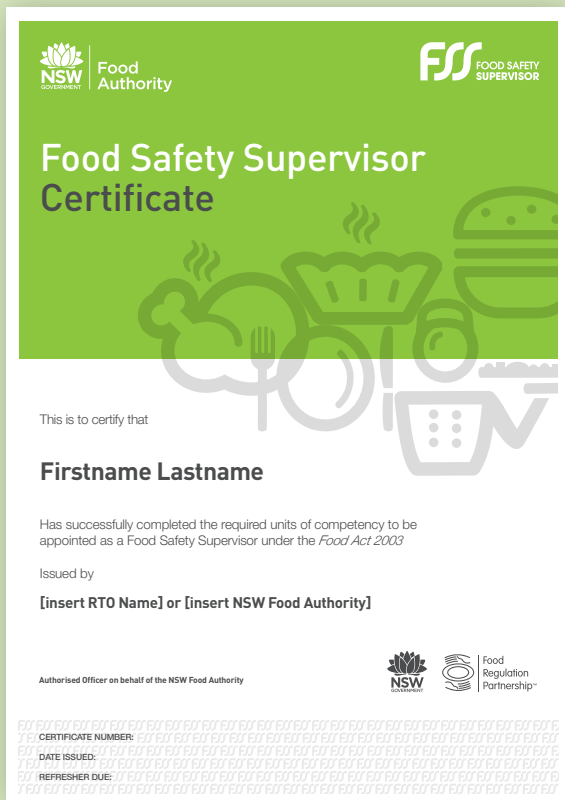 NSW
GOVERNMENT
Food
Authority
FSS FOOD SAFETY
SUPERVISOR
Food Safety Supervisor
Certificate
This is to certify that
Firstname Lastname
Has successfully completed the required units of competency to be
appointed as a Food Safety Supervisor under the Food Act 2003
Issued by
[insert RTO Name] or [insert NSW Food Authority]
Authorised Officer on behalf of the NSW Food Authority
NSW
GOVERNMENT
Food
Regulation
Partnership™
CERTIFICATE NUMBER:
DATE ISSUED:
REFRESHER DUE: